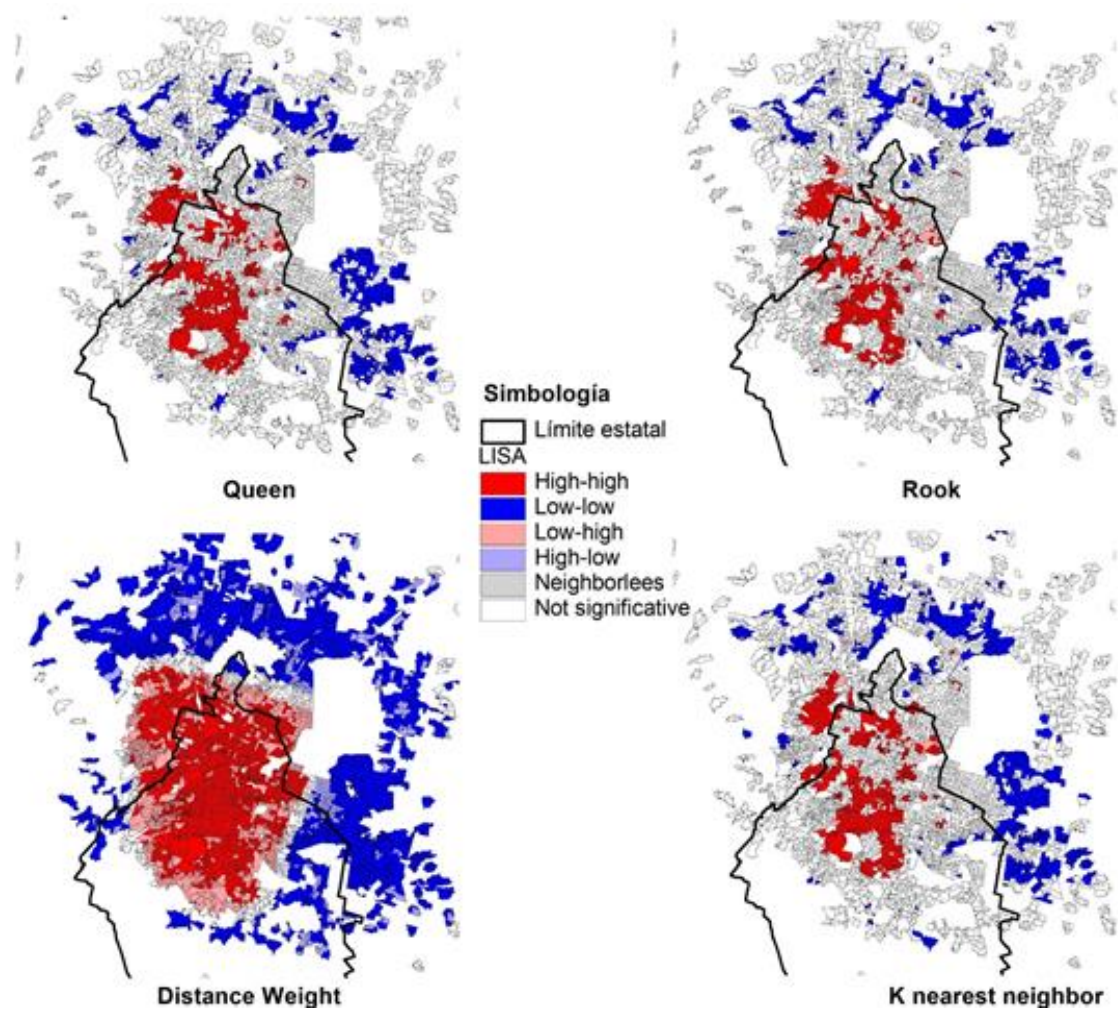 Queen
Rook
Simbología
Límite estatal
LISA
High-high
Low-low
Low-high
High-low
Neighborlees
Not significative
Distance Weight
K nearest neighbor